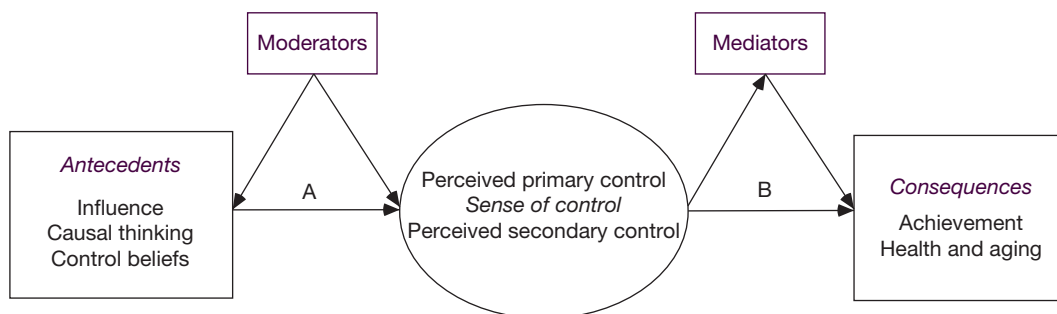 Moderators
Mediators
Antecedents
Influence
Causal thinking
Control beliefs
A
Perceived primary control
Sense of control
Perceived secondary control
B
Consequences
Achievement
Health and aging